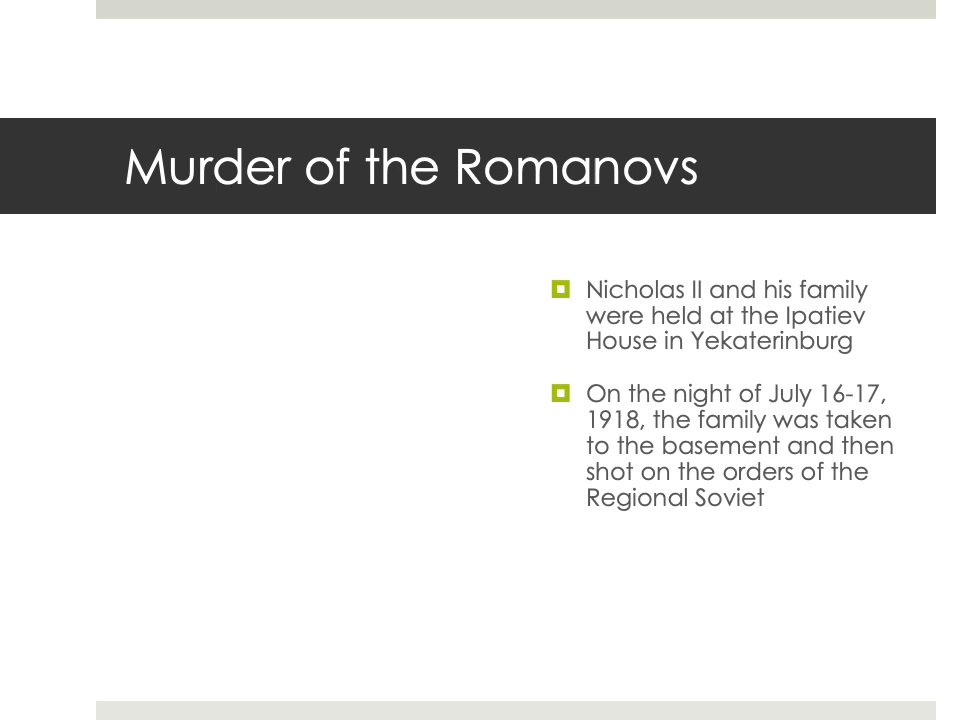 Murder of the Romanovs
Nicholas II and his family
were held at the Ipatiev
House in Yekaterinburg
On the night of July 16-17,
1918, the family was taken
to the basement and then
shot on the orders of the
Regional Soviet